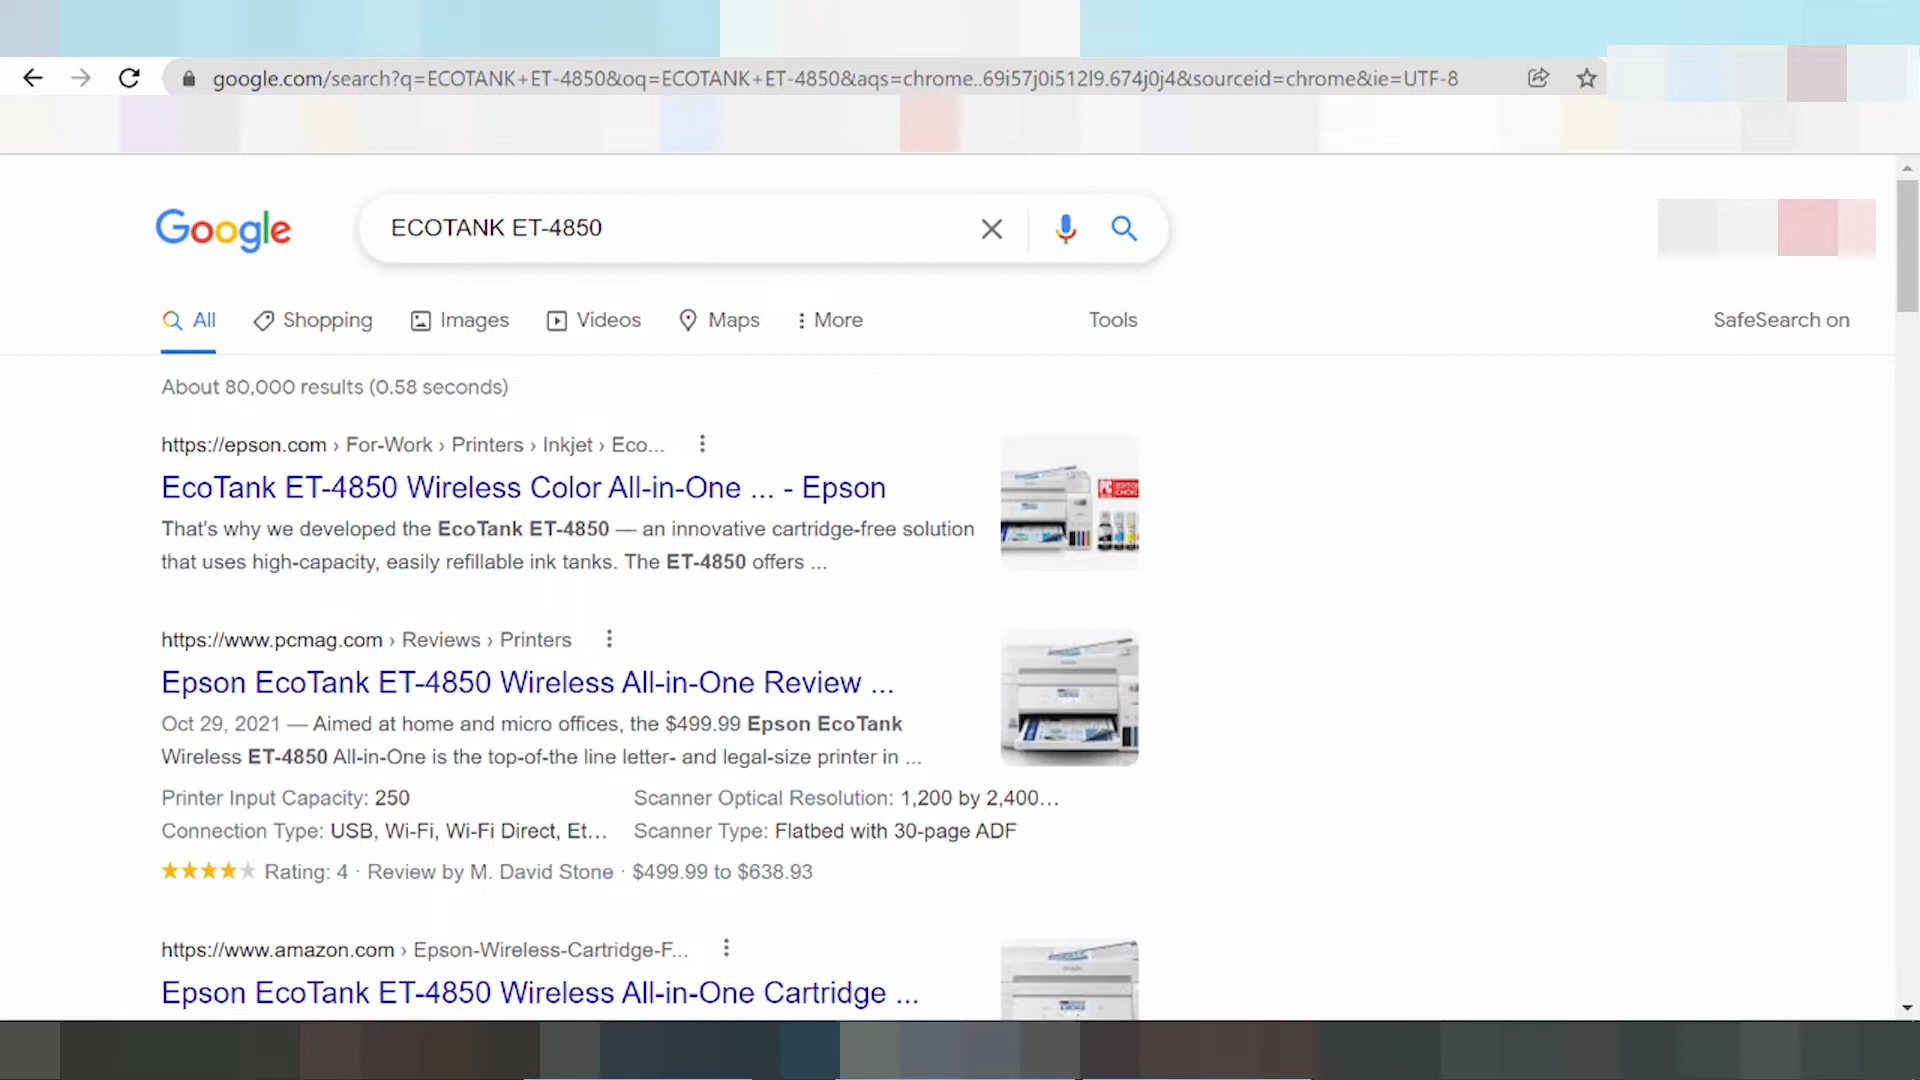 google.com/search?q=ECOTANK+ET-4850&oq=ECOTANK+ET-4850&aqs=chrome..69i57j0i512l9.674j0j4&sourceid=chrome&ie=UTF-8
Google
ECOTANK ET-4850
All Shopping Images Videos Maps More Tools SafeSearch on
About 80,000 results (0.58 seconds)
https://epson.com › For-Work › Printers › Inkjet › Eco...
EcoTank ET-4850 Wireless Color All-in-One ... - Epson
That's why we developed the EcoTank ET-4850 — an innovative cartridge-free solution
that uses high-capacity, easily refillable ink tanks. The ET-4850 offers ...
https://www.pcmag.com › Reviews › Printers
Epson EcoTank ET-4850 Wireless All-in-One Review ...
Oct 29, 2021 — Aimed at home and micro offices, the $499.99 Epson EcoTank
Wireless ET-4850 All-in-One is the top-of-the line letter- and legal-size printer in ...
Printer Input Capacity: 250 Scanner Optical Resolution: 1,200 by 2,400...
Connection Type: USB, Wi-Fi, Wi-Fi Direct, Et... Scanner Type: Flatbed with 30-page ADF
Rating: 4 · Review by M. David Stone · $499.99 to $638.93
https://www.amazon.com › Epson-Wireless-Cartridge-F...
Epson EcoTank ET-4850 Wireless All-in-One Cartridge ...